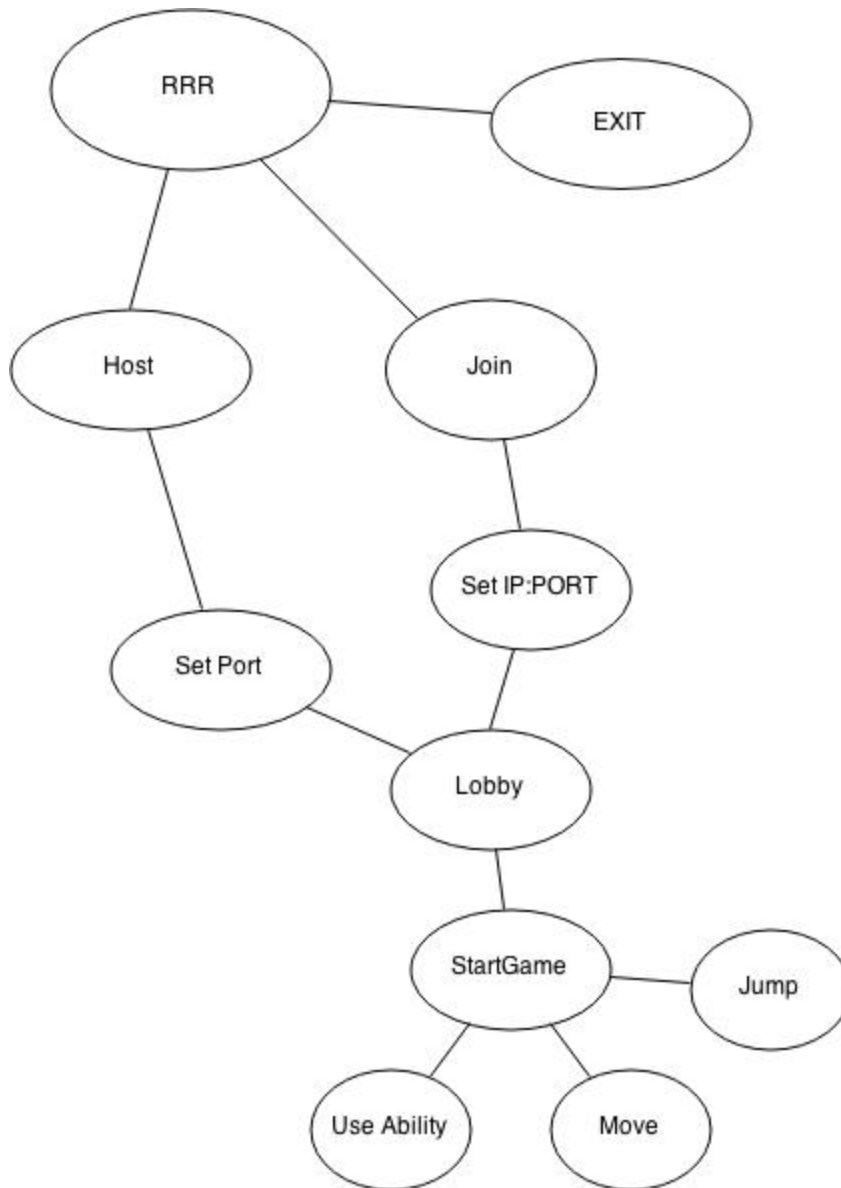 RRR
EXIT
Host
Join
Set IP:PORT
Set Port
Lobby
StartGame
Jump
Use Ability
Move